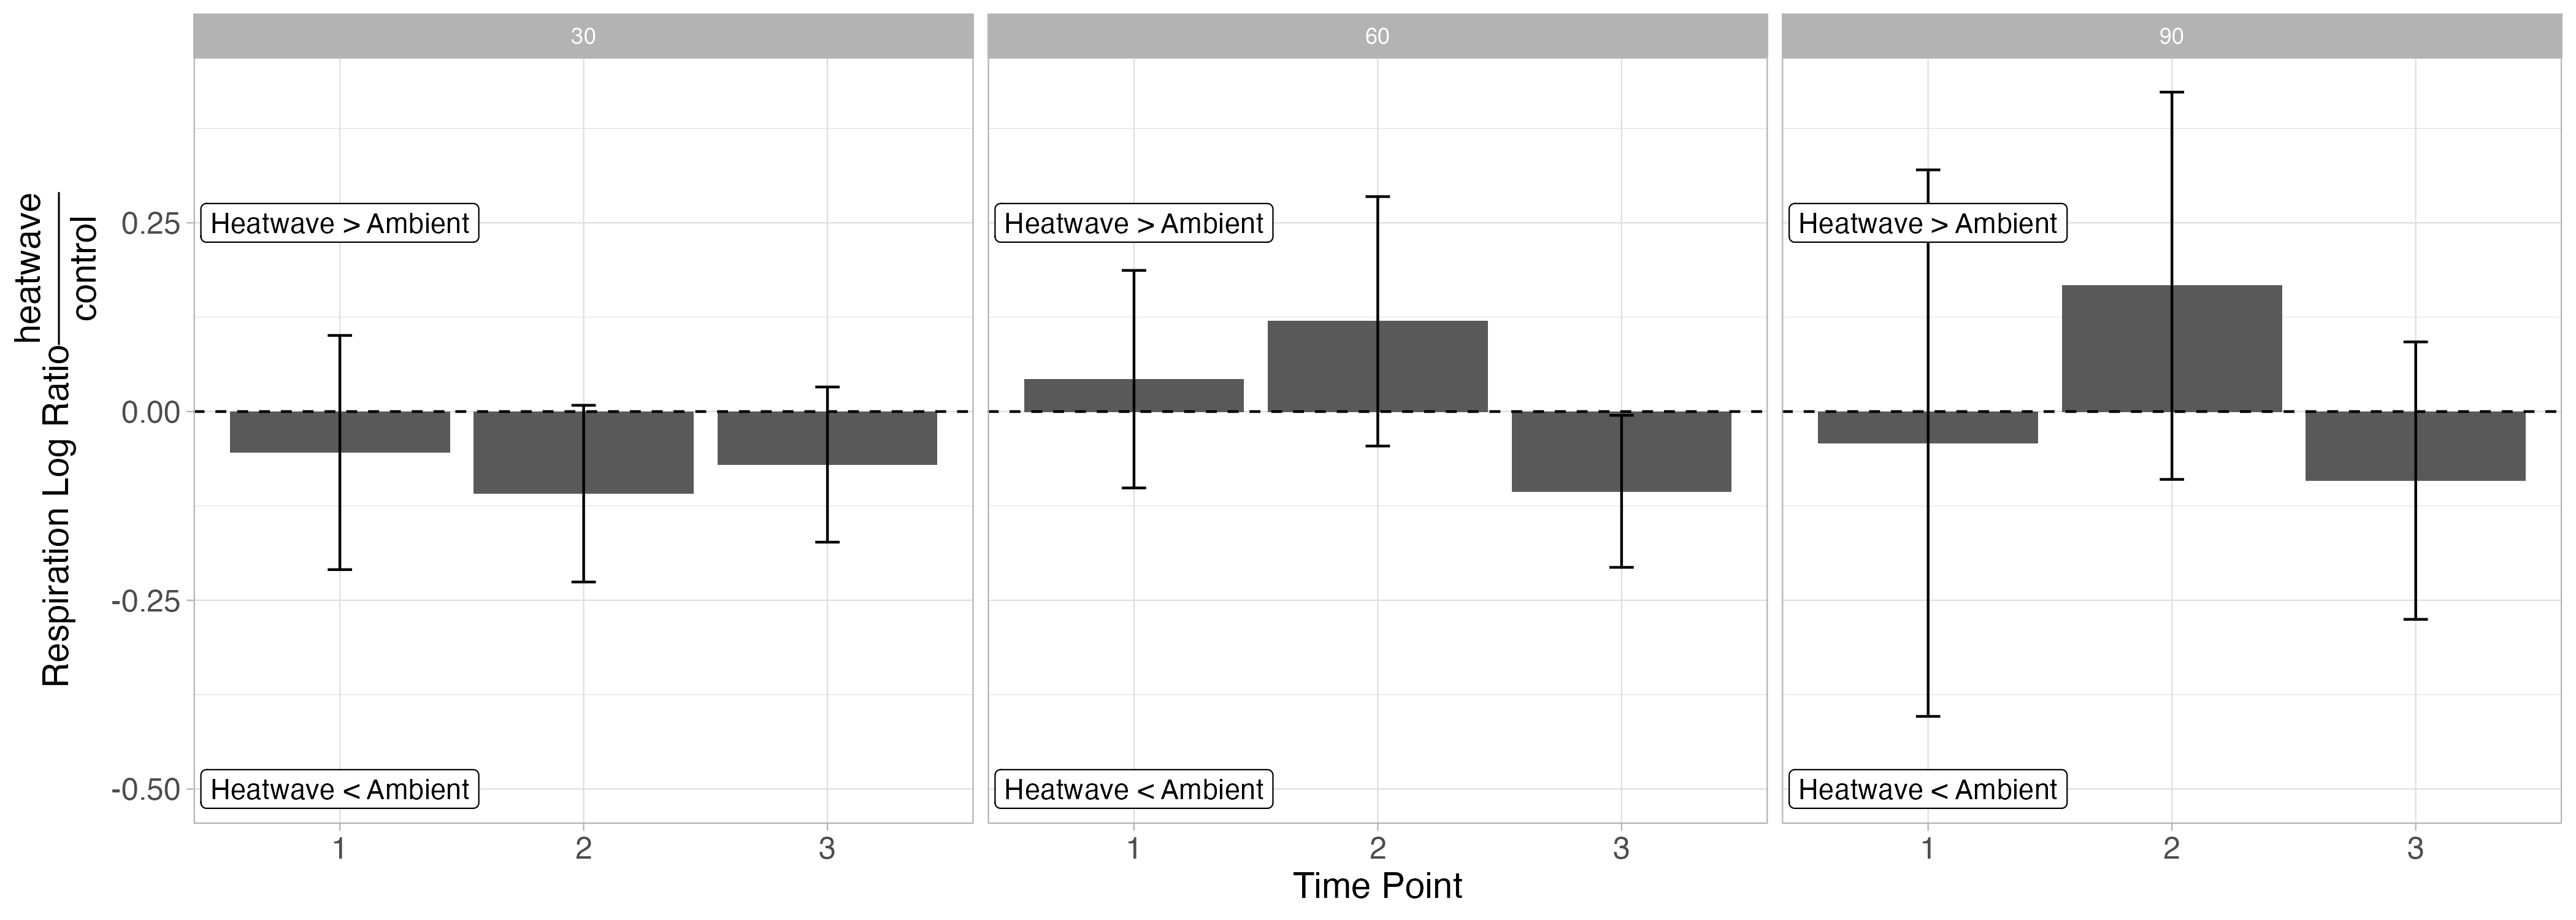 30
60
90
Respiration Log Ratio heatwave
control
0.25
0.00
-0.25
-0.50
Heatwave > Ambient
Heatwave < Ambient
Heatwave > Ambient
Heatwave < Ambient
Heatwave > Ambient
Heatwave < Ambient
1 2 3
1 2 3
1 2 3
Time Point